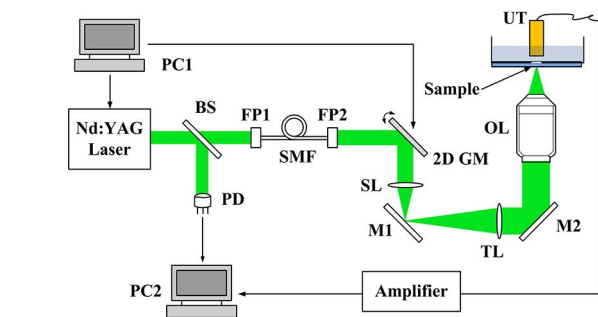 UT
PC1
Sample
BS
FP1
FP2
Nd:YAG
Laser
OL
SMF
2D GM
SL
PD
M1
M2
TL
PC2
Amplifier